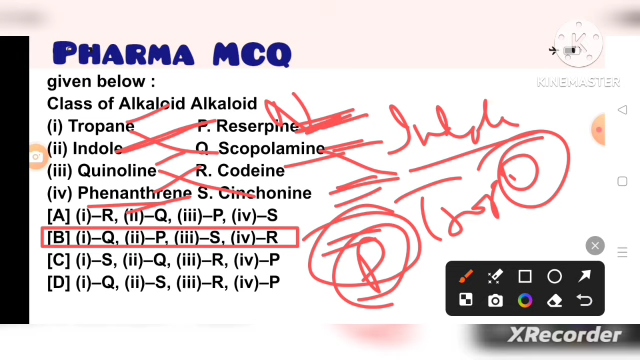 PHARMA MCQ
KINEMASTER
given below :
Class of Alkaloid Alkaloid
(i) Tropane P. Reserpine
(ii) Indole Q. Scopolamine
(iii) Quinoline R. Codeine
(iv) Phenanthrene S. Cinchonine
[A] (i)–R, (ii)–Q, (iii)–P, (iv)–S
[B] (i)–Q, (ii)–P, (iii)–S, (iv)–R
[C] (i)–S, (ii)–Q, (iii)–R, (iv)–P
[D] (i)–Q, (ii)–S, (iii)–R, (iv)–P
Indole
P
XRecorder